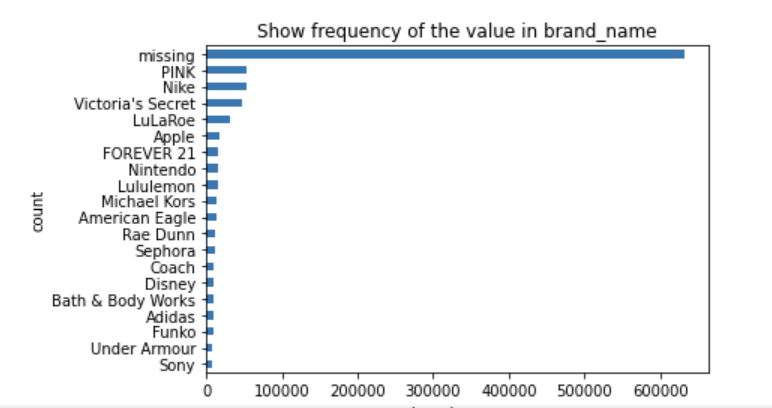 Show frequency of the value in brand_name
missing
PINK
Nike
Victoria's Secret
LuLaRoe
Apple
FOREVER 21
Nintendo
Lululemon
Michael Kors
American Eagle
Rae Dunn
Sephora
Coach
Disney
Bath & Body Works
Adidas
Funko
Under Armour
Sony
count
0 100000 200000 300000 400000 500000 600000